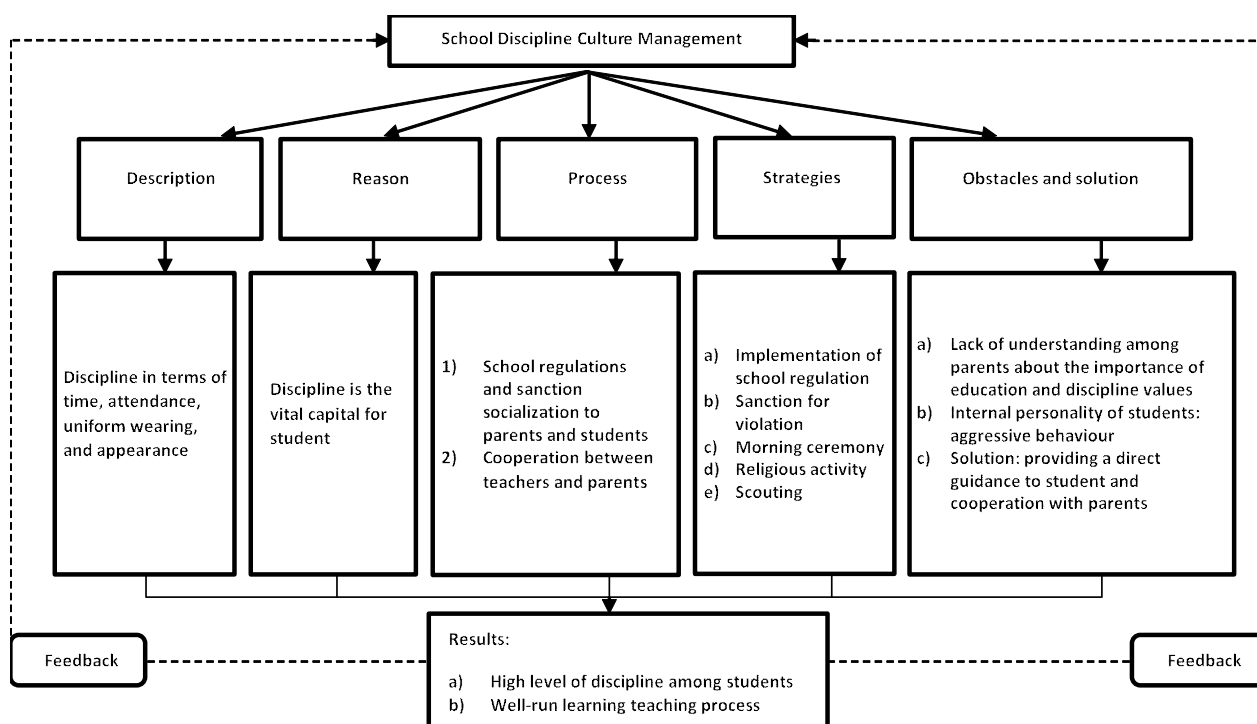 School Discipline Culture Management
Description
Reason
Process
Strategies
Obstacles and solution
Discipline in terms of
time, attendance,
uniform wearing,
and appearance
Discipline is the
vital capital for
student
1) School regulations
and sanction
socialization to
parents and students
2) Cooperation between
teachers and parents
a) Implementation of
school regulation
b) Sanction for
violation
c) Morning ceremony
d) Religious activity
e) Scouting
a) Lack of understanding among
parents about the importance of
education and discipline values
b) Internal personality of students:
aggressive behaviour
c) Solution: providing a direct
guidance to student and
cooperation with parents
Feedback
Results:
a) High level of discipline among students
b) Well-run learning teaching process
Feedback